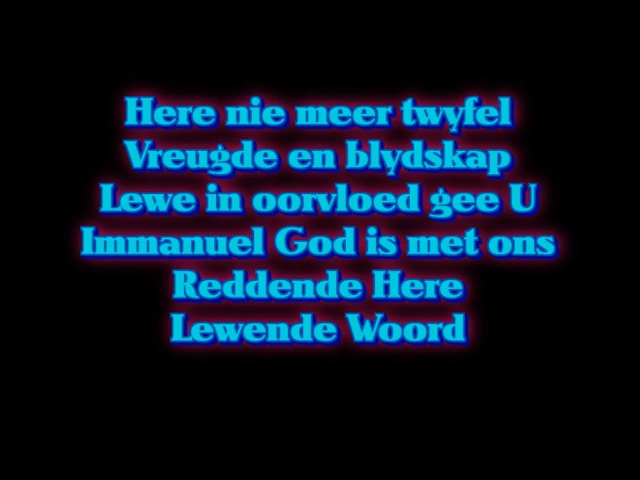 Here nie meer twyfel
Vreugde en blydskap
Lewe in oorvloed gee U
Immanuel God is met ons
Reddende Here
Lewende Woord